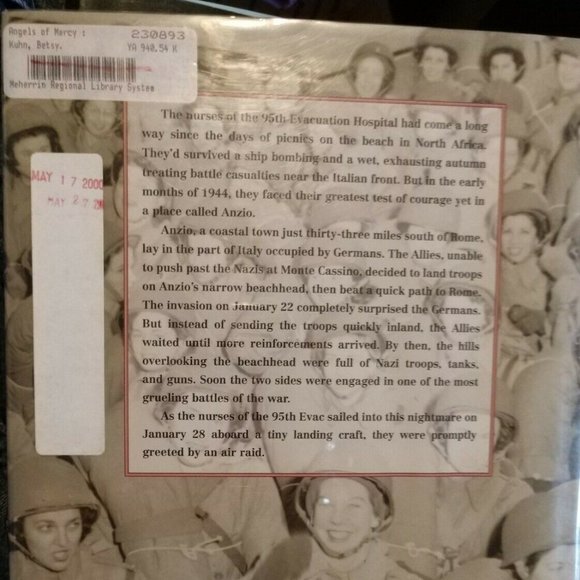 Angels of Mercy :
230893
Kuhn, Betsy.
YA 940.54 K
Meherrin Regional Library System
MAY 17 2000
MAY 27
The nurses of the 95th Evacuation Hospital had come a long
way since the days of picnics on the beach in North Africa.
They'd survived a ship bombing and a wet, exhausting autumn
treating battle casualties near the Italian front. But in the early
months of 1944, they faced their greatest test of courage yet in
a place called Anzio.
Anzio, a coastal town just thirty-three miles south of Rome,
lay in the part of Italy occupied by Germans. The Allies, unable
to push past the Nazis at Monte Cassino, decided to land troops
on Anzio's narrow beachhead, then beat a quick path to Rome.
The invasion on January 22 completely surprised the Germans.
But instead of sending the troops quickly inland, the Allies
waited until more reinforcements arrived. By then, the hills
overlooking the beachhead were full of Nazi troops, tanks,
and guns. Soon the two sides were engaged in one of the most
grueling battles of the war.
As the nurses of the 95th Evac sailed into this nightmare on
January 28 aboard a tiny landing craft, they were promptly
greeted by an air raid.